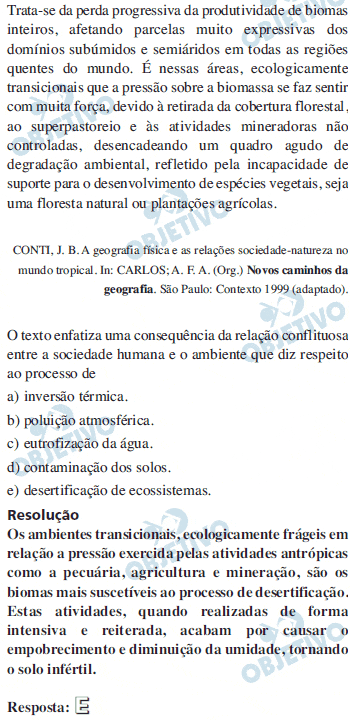 Trata-se da perda progressiva da produtividade de biomas
inteiros, afetando parcelas muito expressivas dos
domínios subúmidos e semiáridos em todas as regiões
quentes do mundo. É nessas áreas, ecologicamente
transicionais que a pressão sobre a biomassa se faz sentir
com muita força, devido à retirada da cobertura florestal,
ao superpastoreio e às atividades mineradoras não
controladas, desencadeando um quadro agudo de
degradação ambiental, refletido pela incapacidade de
suporte para o desenvolvimento de espécies vegetais, seja
uma floresta natural ou plantações agrícolas.
CONTI, J. B. A geografia física e as relações sociedade-natureza no
mundo tropical. In: CARLOS; A. F. A. (Org.) Novos caminhos da
geografia. São Paulo: Contexto 1999 (adaptado).
O texto enfatiza uma consequência da relação conflituosa
entre a sociedade humana e o ambiente que diz respeito
ao processo de
a) inversão térmica.
b) poluição atmosférica.
c) eutrofização da água.
d) contaminação dos solos.
e) desertificação de ecossistemas.
Resolução
Os ambientes transicionais, ecologicamente frágeis em
relação a pressão exercida pelas atividades antrópicas
como a pecuária, agricultura e mineração, são os
biomas mais suscetíveis ao processo de desertificação.
Estas atividades, quando realizadas de forma
intensiva e reiterada, acabam por causar o
empobrecimento e diminuição da umidade, tornando
o solo infértil.
Resposta: E
OBJETIVO
OBJETIVO
OBJETIVO
OBJETIVO
OBJETIVO
OBJETIVO
OBJETIVO